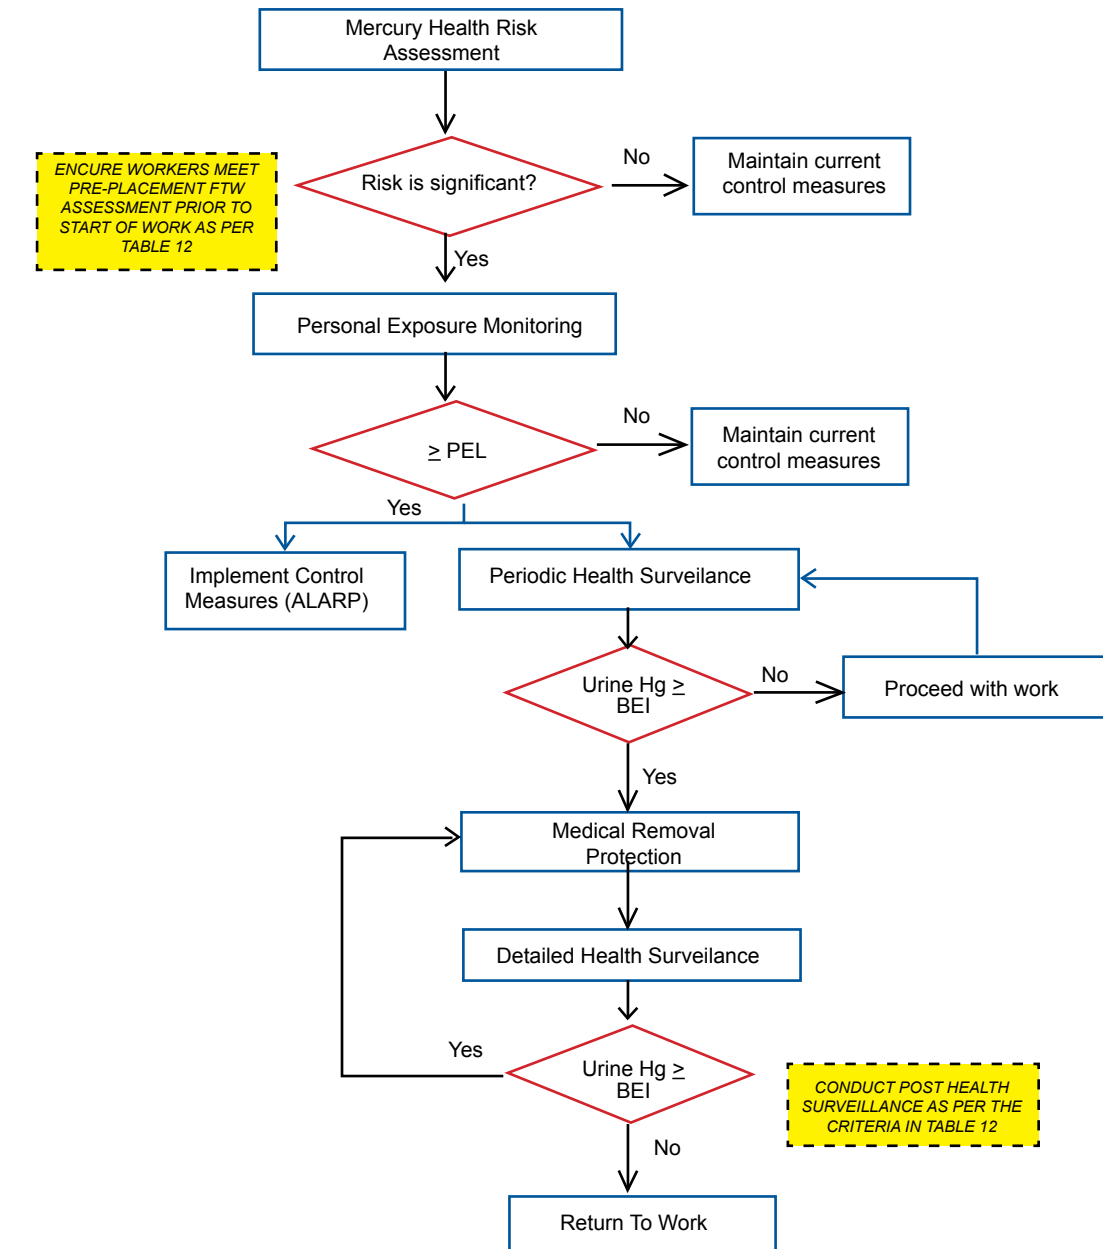 Mercury Health Risk
Assessment
ENCURE WORKERS MEET
PRE-PLACEMENT FTW
ASSESSMENT PRIOR TO
START OF WORK AS PER
TABLE 12
Risk is significant?
No
Maintain current
control measures
Yes
Personal Exposure Monitoring
≥ PEL
No
Maintain current
control measures
Yes
Implement Control
Measures (ALARP)
Periodic Health Surveilance
Urine Hg ≥
BEI
No
Proceed with work
Yes
Medical Removal
Protection
Detailed Health Surveilance
Yes
Urine Hg ≥
BEI
CONDUCT POST HEALTH
SURVEILLANCE AS PER THE
CRITERIA IN TABLE 12
No
Return To Work